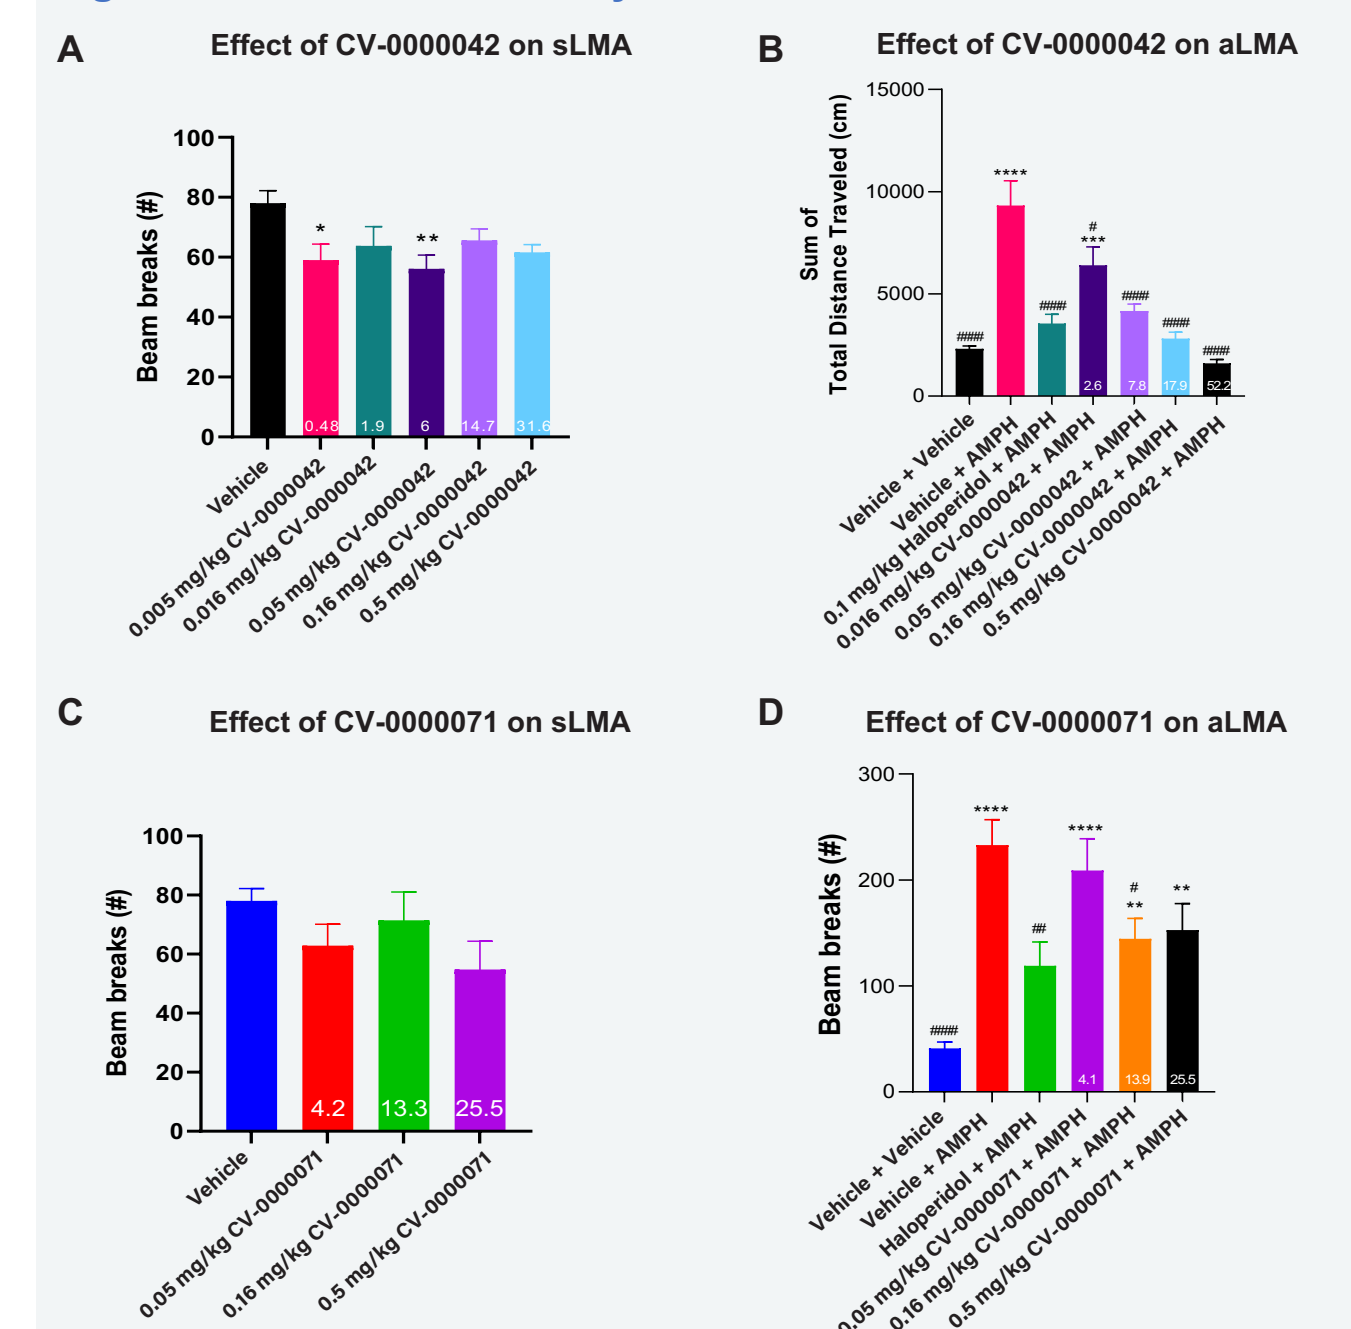 A
Effect of CV-0000042 on sLMA
Beam breaks (#)
100
80
60
40
20
0
*
**
0.48
1.9
6
14.7
31.6
Vehicle
0.005 mg/kg CV-0000042
0.016 mg/kg CV-0000042
0.05 mg/kg CV-0000042
0.16 mg/kg CV-0000042
0.5 mg/kg CV-0000042
B
Effect of CV-0000042 on aLMA
Sum of
Total Distance Traveled (cm)
15000
10000
5000
0
####
****
####
#
***
####
####
####
2.6
7.8
17.9
52.2
Vehicle + Vehicle
Vehicle + AMPH
0.1 mg/kg Haloperidol + AMPH
0.016 mg/kg CV-0000042 + AMPH
0.05 mg/kg CV-0000042 + AMPH
0.16 mg/kg CV-0000042 + AMPH
0.5 mg/kg CV-0000042 + AMPH
C
Effect of CV-0000071 on sLMA
Beam breaks (#)
100
80
60
40
20
0
4.2
13.3
25.5
Vehicle
0.05 mg/kg CV-0000071
0.16 mg/kg CV-0000071
0.5 mg/kg CV-0000071
D
Effect of CV-0000071 on aLMA
Beam breaks (#)
300
200
100
0
####
****
##
****
#
**
**
4.1
13.9
25.5
Vehicle + Vehicle
Vehicle + AMPH
Haloperidol + AMPH
0.05 mg/kg CV-0000071 + AMPH
0.16 mg/kg CV-0000071 + AMPH
0.5 mg/kg CV-0000071 + AMPH